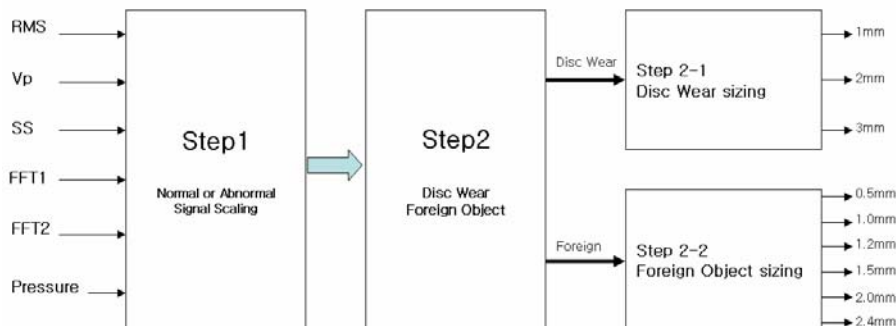 RMS
Vp
SS
FFT1
FFT2
Pressure
Step1
Normal or Abnormal
Signal Scaling
Step2
Disc Wear
Foreign Object
Disc Wear
Foreign
Step 2-1
Disc Wear sizing
1mm
2mm
3mm
Step 2-2
Foreign Object sizing
0.5mm
1.0mm
1.2mm
1.5mm
2.0mm
2.4mm